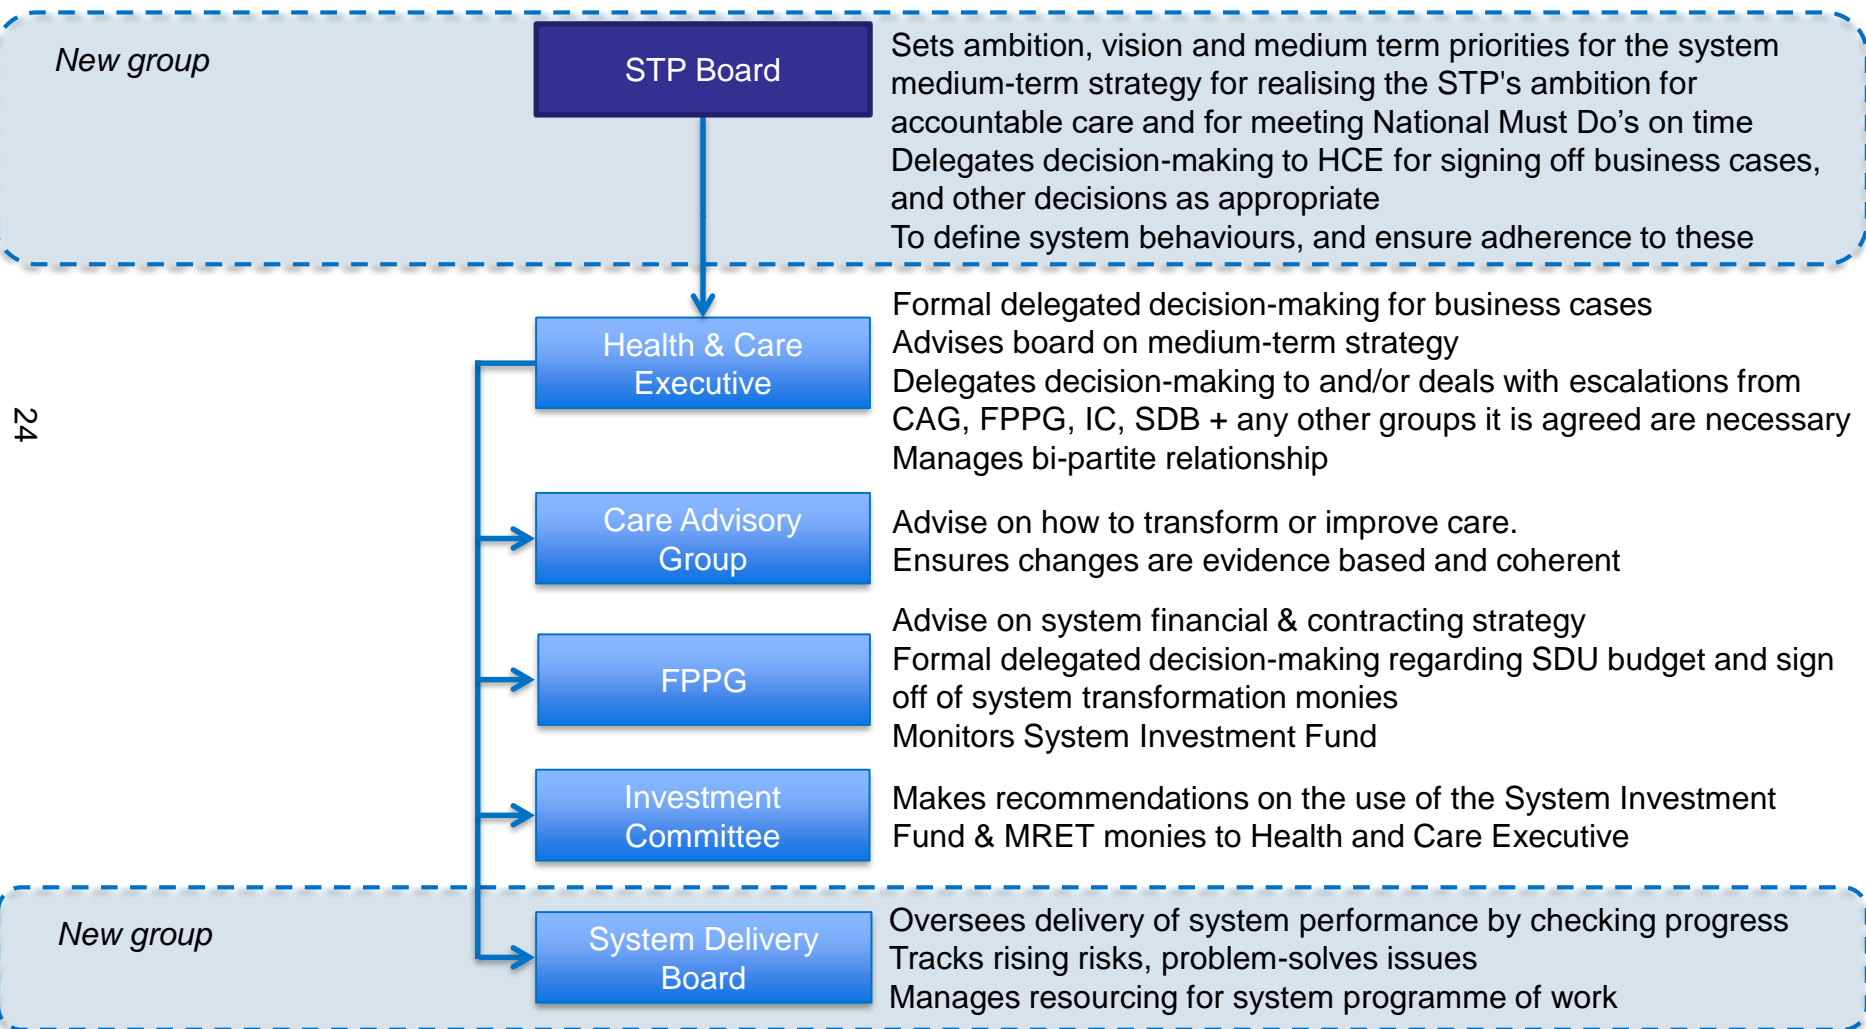 New group
STP Board
Sets ambition, vision and medium term priorities for the system
medium-term strategy for realising the STP's ambition for
accountable care and for meeting National Must Do’s on time
Delegates decision-making to HCE for signing off business cases,
and other decisions as appropriate
To define system behaviours, and ensure adherence to these
Health & Care
Executive
Formal delegated decision-making for business cases
Advises board on medium-term strategy
Delegates decision-making to and/or deals with escalations from
CAG, FPPG, IC, SDB + any other groups it is agreed are necessary
Manages bi-partite relationship
24
Care Advisory
Group
Advise on how to transform or improve care.
Ensures changes are evidence based and coherent
FPPG
Advise on system financial & contracting strategy
Formal delegated decision-making regarding SDU budget and sign
off of system transformation monies
Monitors System Investment Fund
Investment
Committee
Makes recommendations on the use of the System Investment
Fund & MRET monies to Health and Care Executive
New group
System Delivery
Board
Oversees delivery of system performance by checking progress
Tracks rising risks, problem-solves issues
Manages resourcing for system programme of work